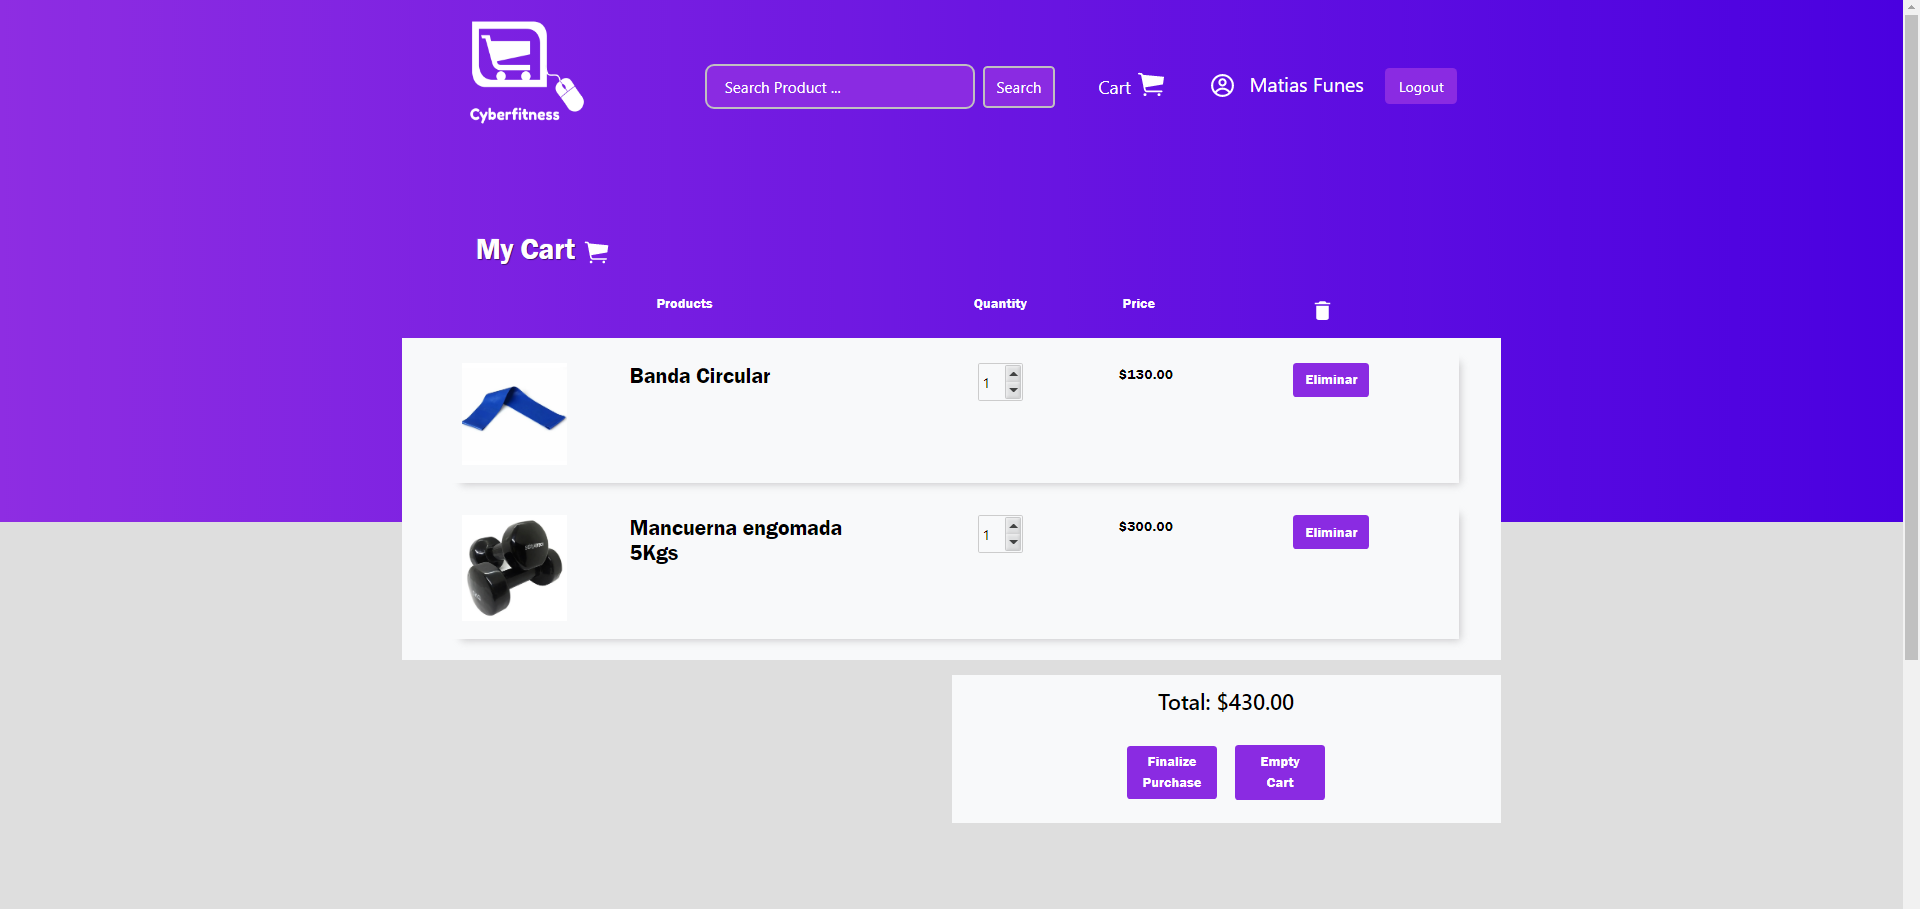 Cyberfitness
Search Product ...
Search
Cart
Matias Funes
Logout
My Cart
Products
Quantity
Price
Banda Circular
1
$130.00
Eliminar
Mancuerna engomada
5Kgs
1
$300.00
Eliminar
Total: $430.00
Finalize
Purchase
Empty
Cart